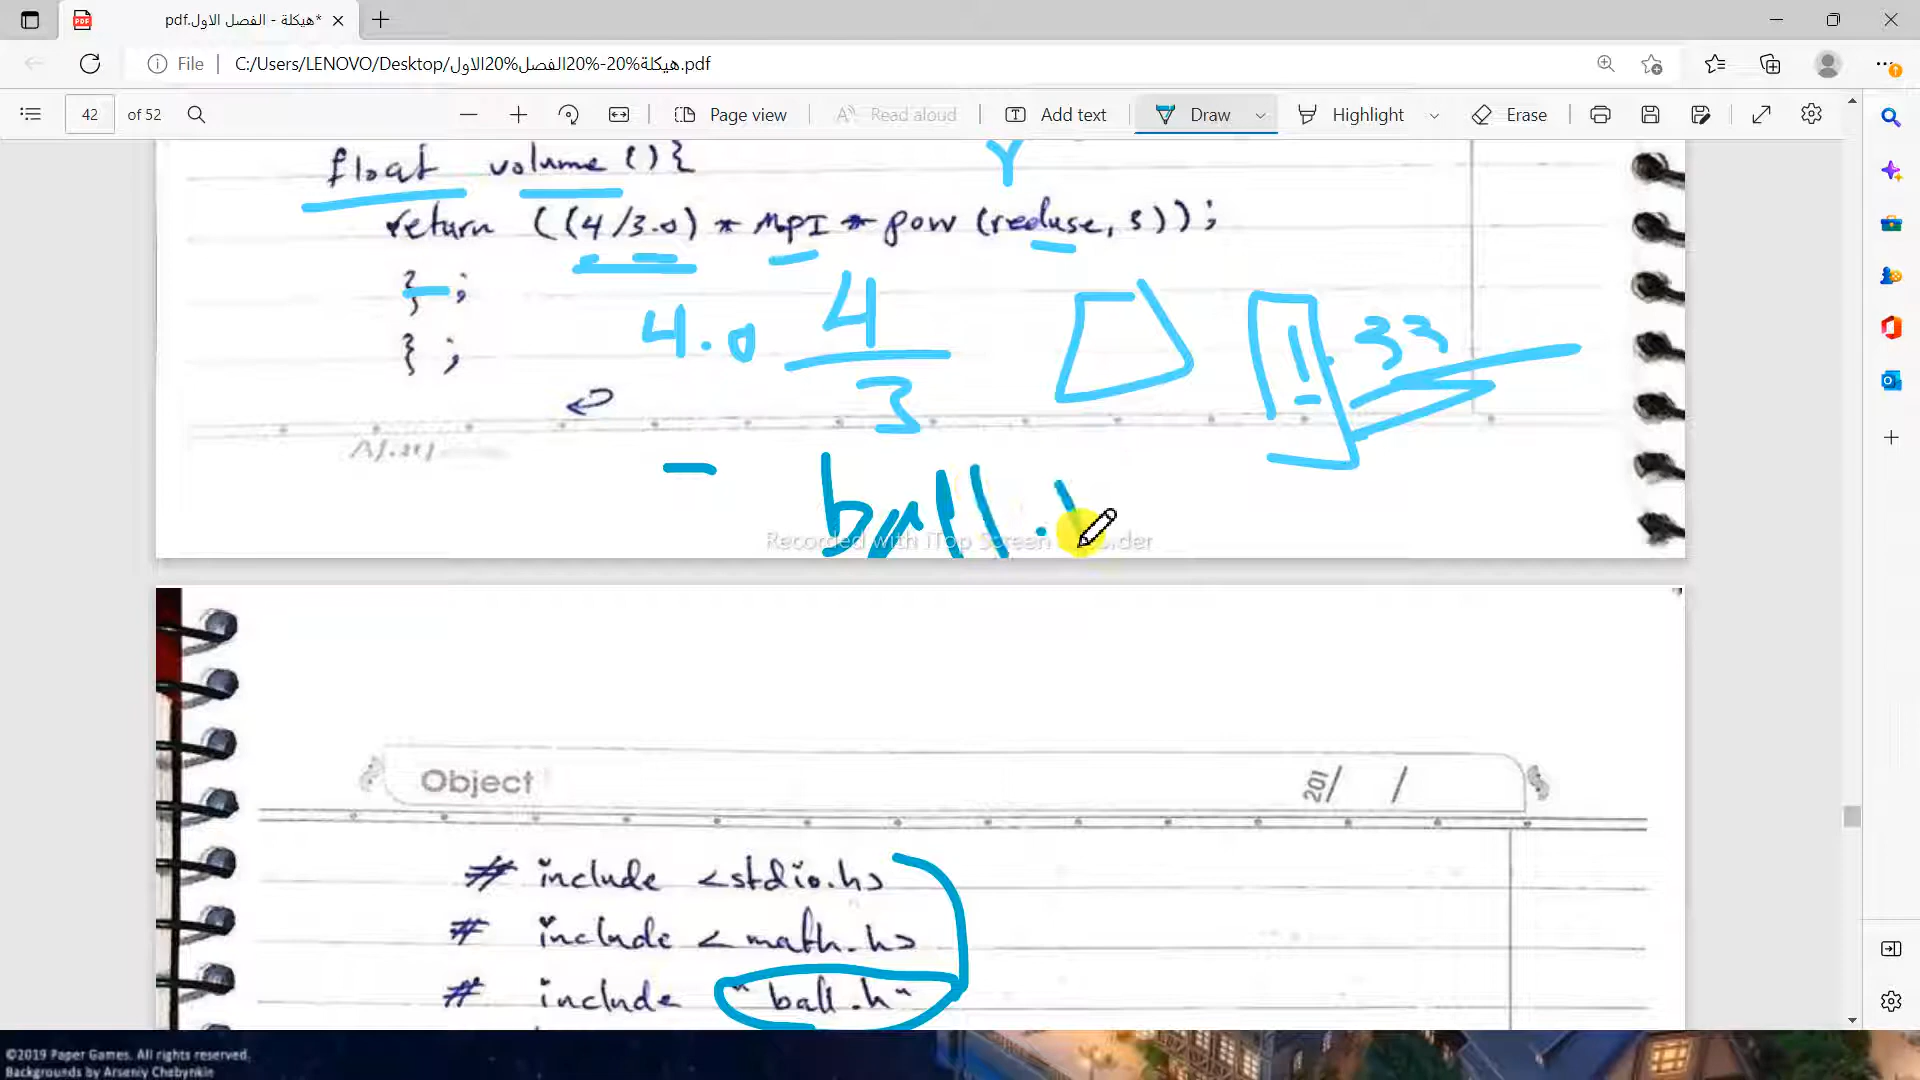 هيكلة - الفصل الاول.pdf*
File
C:/Users/LENOVO/Desktop/هيكلة%20-%20الفصل%20الاول.pdf
42 of 52
Page view
Read aloud
Add text
Draw
Highlight
Erase
float volume (){
return ((4/3.0) * MPI * pow (reduse, 3));
} ;
} ;
4.0
4
3
33
ball.
Recorded with iTop Screen
Object
201/ /
# include <stdio.h>
# include <math.h>
# include "ball.h"
©2019 Paper Games. All rights reserved.
Backgrounds by Arseniy Chebynkin